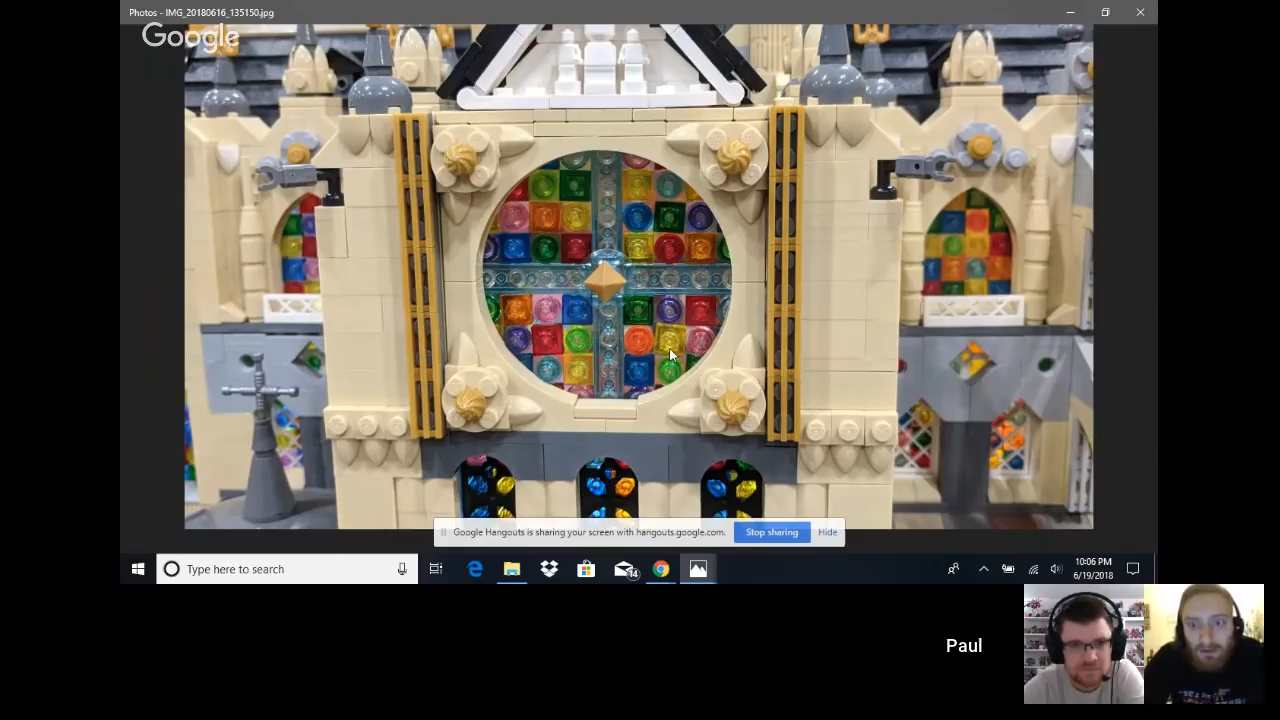 Photos - IMG_20180616_135150.jpg
Google
Google Hangouts is sharing your screen with hangouts.google.com.
Stop sharing
Hide
Type here to search
14
10:06 PM
6/19/2018
Paul